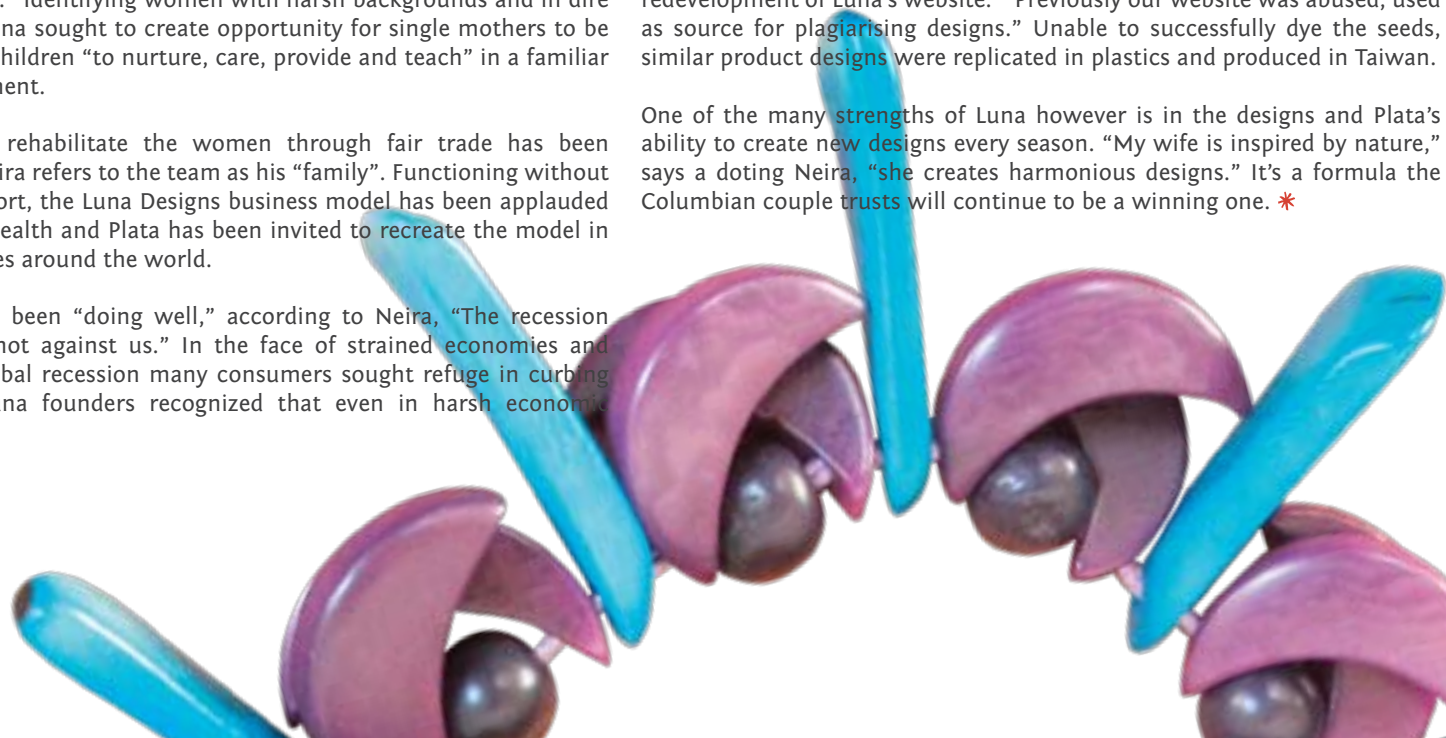 .” Identifying women with harsh backgrounds and in dire
na sought to create opportunity for single mothers to be
hildren “to nurture, care, provide and teach” in a familiar
ent.
rehabilitate the women through fair trade has been
ira refers to the team as his “family”. Functioning without
ort, the Luna Designs business model has been applauded
ealth and Plata has been invited to recreate the model in
es around the world.
been “doing well,” according to Neira, “The recession
not against us.” In the face of strained economies and
bal recession many consumers sought refuge in curbing
na founders recognized that even in harsh economic
redevelopment of Luna’s website. “Previously our website was abused, used
as source for plagiarising designs.” Unable to successfully dye the seeds,
similar product designs were replicated in plastics and produced in Taiwan.
One of the many strengths of Luna however is in the designs and Plata’s
ability to create new designs every season. “My wife is inspired by nature,”
says a doting Neira, “she creates harmonious designs.” It’s a formula the
Columbian couple trusts will continue to be a winning one. ✳